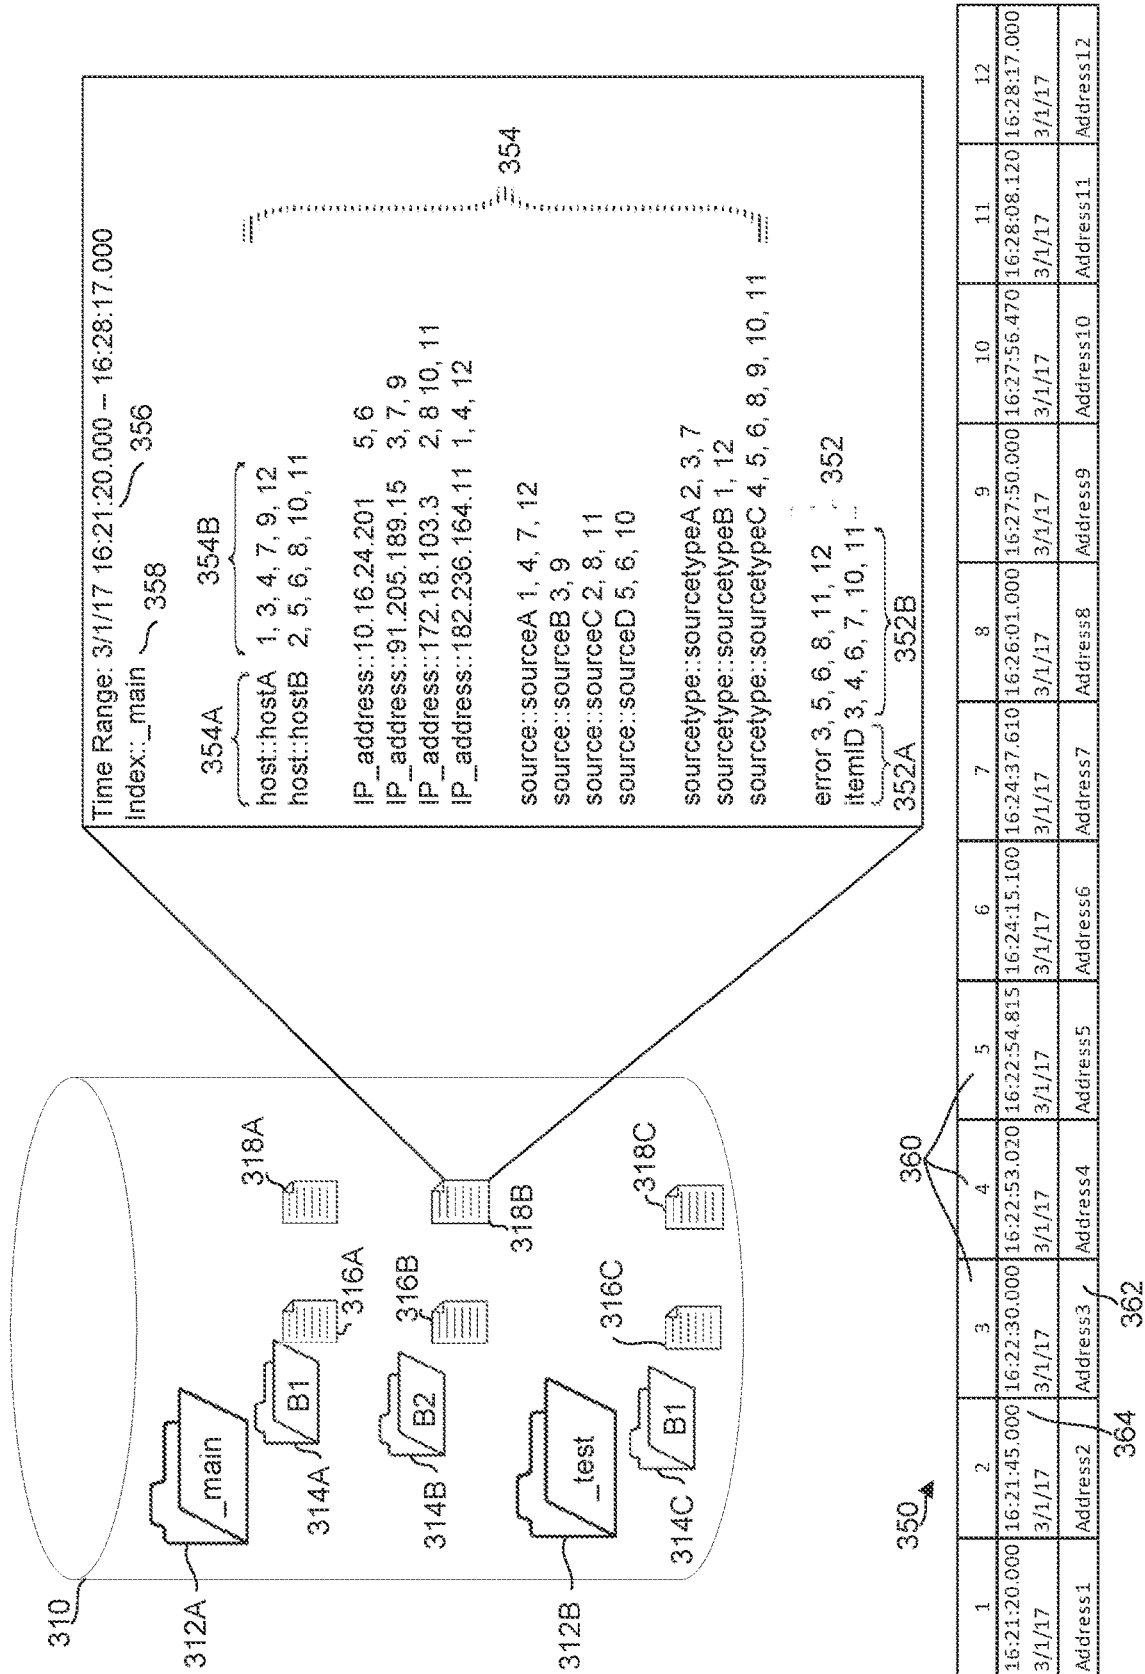 310
312A
_main
314A
B1
316A
318A
314B
B2
316B
318B
312B
_test
314C
B1
316C
318C
Time Range: 3/1/17 16:21:20.000 – 16:28:17.000
Index::_main
358
356
354A
354B
host::hostA 1, 3, 4, 7, 9, 12
host::hostB 2, 5, 6, 8, 10, 11
IP_address::10.16.24.201 5, 6
IP_address::91.205.189.15 3, 7, 9
IP_address::172.18.103.3 2, 8 10, 11
IP_address::182.236.164.11 1, 4, 12
354
source::sourceA 1, 4, 7, 12
source::sourceB 3, 9
source::sourceC 2, 8, 11
source::sourceD 5, 6, 10
sourcetype::sourcetypeA 2, 3, 7
sourcetype::sourcetypeB 1, 12
sourcetype::sourcetypeC 4, 5, 6, 8, 9, 10, 11
error 3, 5, 6, 8, 11, 12
itemID 3, 4, 6, 7, 10, 11
352
352A
352B
350
360
1 2 3 4 5 6 7 8 9 10 11 12
16:21:20.000 16:21:45.000 16:22:30.000 16:22:53.020 16:22:54.815 16:24:15.100 16:24:37.610 16:26:01.000 16:27:50.000 16:27:56.470 16:28:08.120 16:28:17.000
3/1/17 3/1/17 3/1/17 3/1/17 3/1/17 3/1/17 3/1/17 3/1/17 3/1/17 3/1/17 3/1/17 3/1/17
Address1 Address2 Address3 Address4 Address5 Address6 Address7 Address8 Address9 Address10 Address11 Address12
364
362